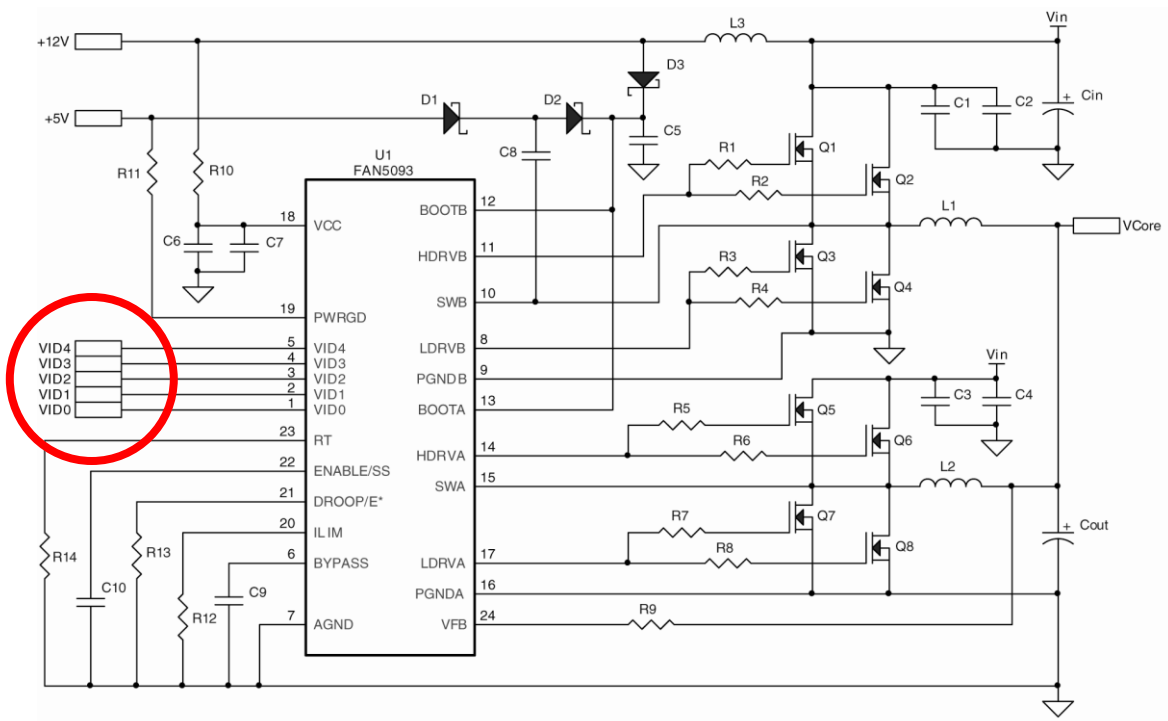 +12V
L3
Vin
D3
+5V
D1
D2
C1
C2
+
Cin
C5
R11
R10
C8
U1
FAN5093
R1
Q1
R2
Q2
18
VCC
BOOTB
12
L1
VCore
C6
C7
HDRVB
11
R3
Q3
R4
Q4
SWB
10
19
PWRGD
VID4
5
VID4
LDRVB
8
VID3
4
VID3
VID2
3
VID2
PGNDB
9
Vin
VID1
2
VID1
C3
C4
VID0
1
VID0
BOOTA
13
R5
Q5
23
RT
R6
Q6
22
ENABLE/SS
HDRVA
14
L2
21
DROOP/E*
SWA
15
20
ILIM
R7
Q7
+
Cout
R14
R13
R8
Q8
6
BYPASS
LDRVA
17
C10
C9
PGNDA
16
R12
R9
7
AGND
VFB
24